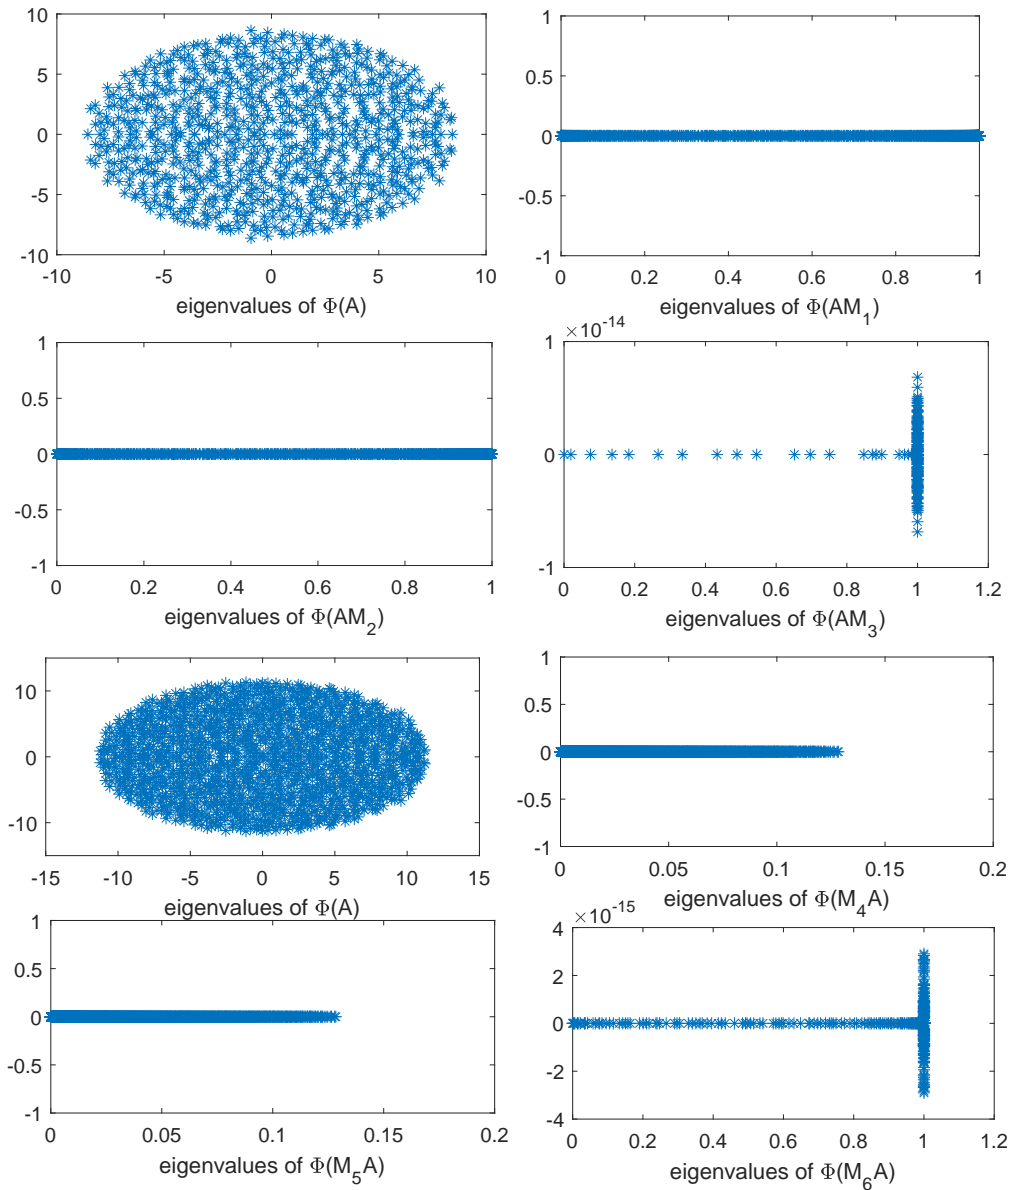 10
5
0
-5
-10
-10 -5 0 5 10
eigenvalues of Φ(A)
1
0.5
0
-0.5
-1
0 0.2 0.4 0.6 0.8 1
eigenvalues of Φ(AM_1)
1
0.5
0
-0.5
-1
0 0.2 0.4 0.6 0.8 1
eigenvalues of Φ(AM_2)
×10^-14
1
0
-1
0 0.2 0.4 0.6 0.8 1 1.2
eigenvalues of Φ(AM_3)
10
0
-10
-15 -10 -5 0 5 10 15
eigenvalues of Φ(A)
1
0.5
0
-0.5
-1
0 0.05 0.1 0.15 0.2
eigenvalues of Φ(M_4A)
1
0.5
0
-0.5
-1
0 0.05 0.1 0.15 0.2
eigenvalues of Φ(M_5A)
×10^-15
4
2
0
-2
-4
0 0.2 0.4 0.6 0.8 1 1.2
eigenvalues of Φ(M_6A)